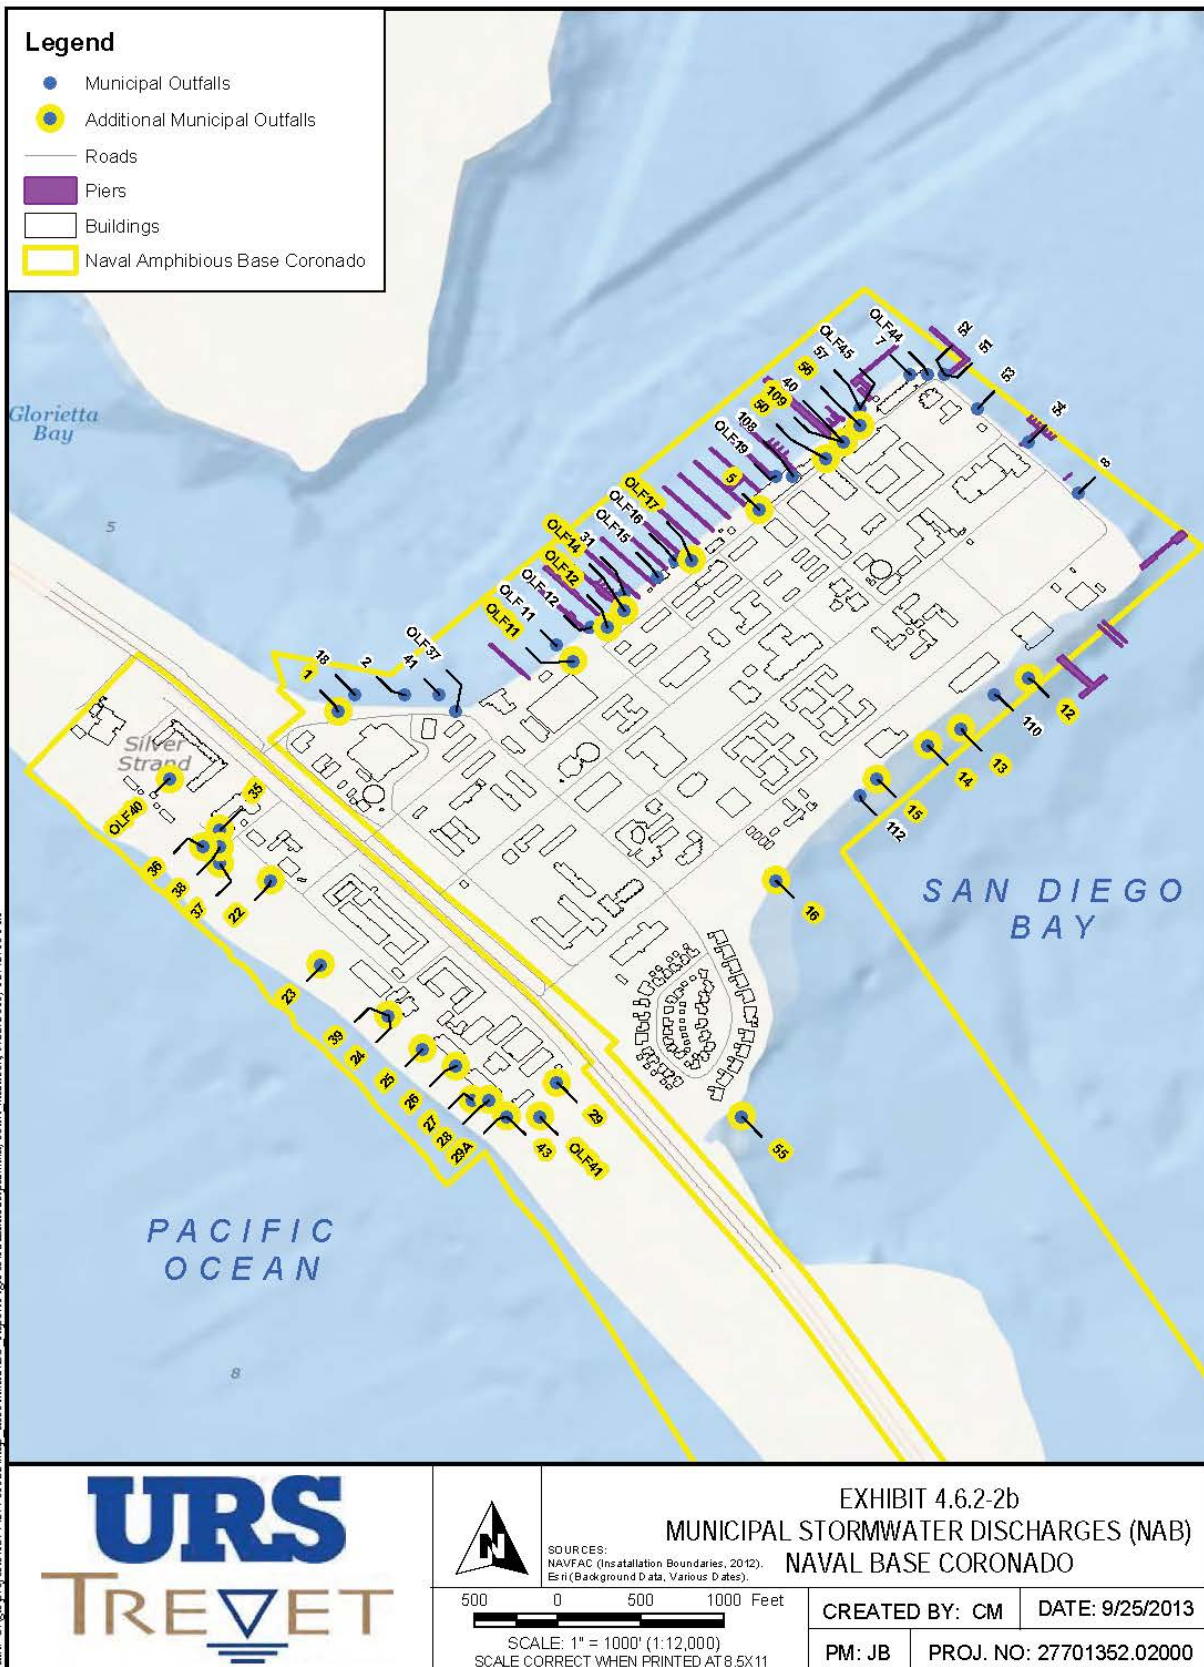 Legend
Municipal Outfalls
Additional Municipal Outfalls
Roads
Piers
Buildings
Naval Amphibious Base Coronado
Glorietta
Bay
5
OLF44
7
OLF45
57
56
40
109
50
108
OLF19
5
OLF17
OLF16
OLF15
31
OLF14
OLF12
OLF-12
OLF-11
OLF11
OLF37
41
2
18
1
52
51
53
54
8
12
110
13
14
15
112
16
55
Silver
Strand
OLF40
35
36
38
37
22
23
39
24
25
26
27
28
29A
43
OLF41
29
SAN DIEGO
BAY
PACIFIC
OCEAN
8
URS
TREVET
N
SOURCES:
NAVFAC (Insatallation Boundaries, 2012).
Esri (Background Data, Various Dates).
EXHIBIT 4.6.2-2b
MUNICIPAL STORMWATER DISCHARGES (NAB)
NAVAL BASE CORONADO
500 0 500 1000 Feet
SCALE: 1" = 1000' (1:12,000)
SCALE CORRECT WHEN PRINTED AT 8.5X11
CREATED BY: CM
DATE: 9/25/2013
PM: JB
PROJ. NO: 27701352.02000